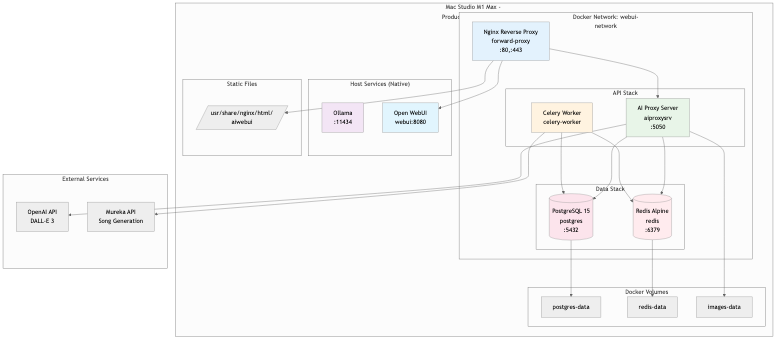 Mac Studio M1 Max -
Produ
Docker Network: webui-
network
Nginx Reverse Proxy
forward-proxy
:80,:443
Static Files
usr/share/nginx/html/
aiwebui
Host Services (Native)
Ollama
:11434
Open WebUI
webui:8080
API Stack
Celery Worker
celery-worker
AI Proxy Server
aiproxysrv
:5050
External Services
OpenAI API
DALL-E 3
Mureka API
Song Generation
Data Stack
PostgreSQL 15
postgres
:5432
Redis Alpine
redis
:6379
Docker Volumes
postgres-data
redis-data
images-data